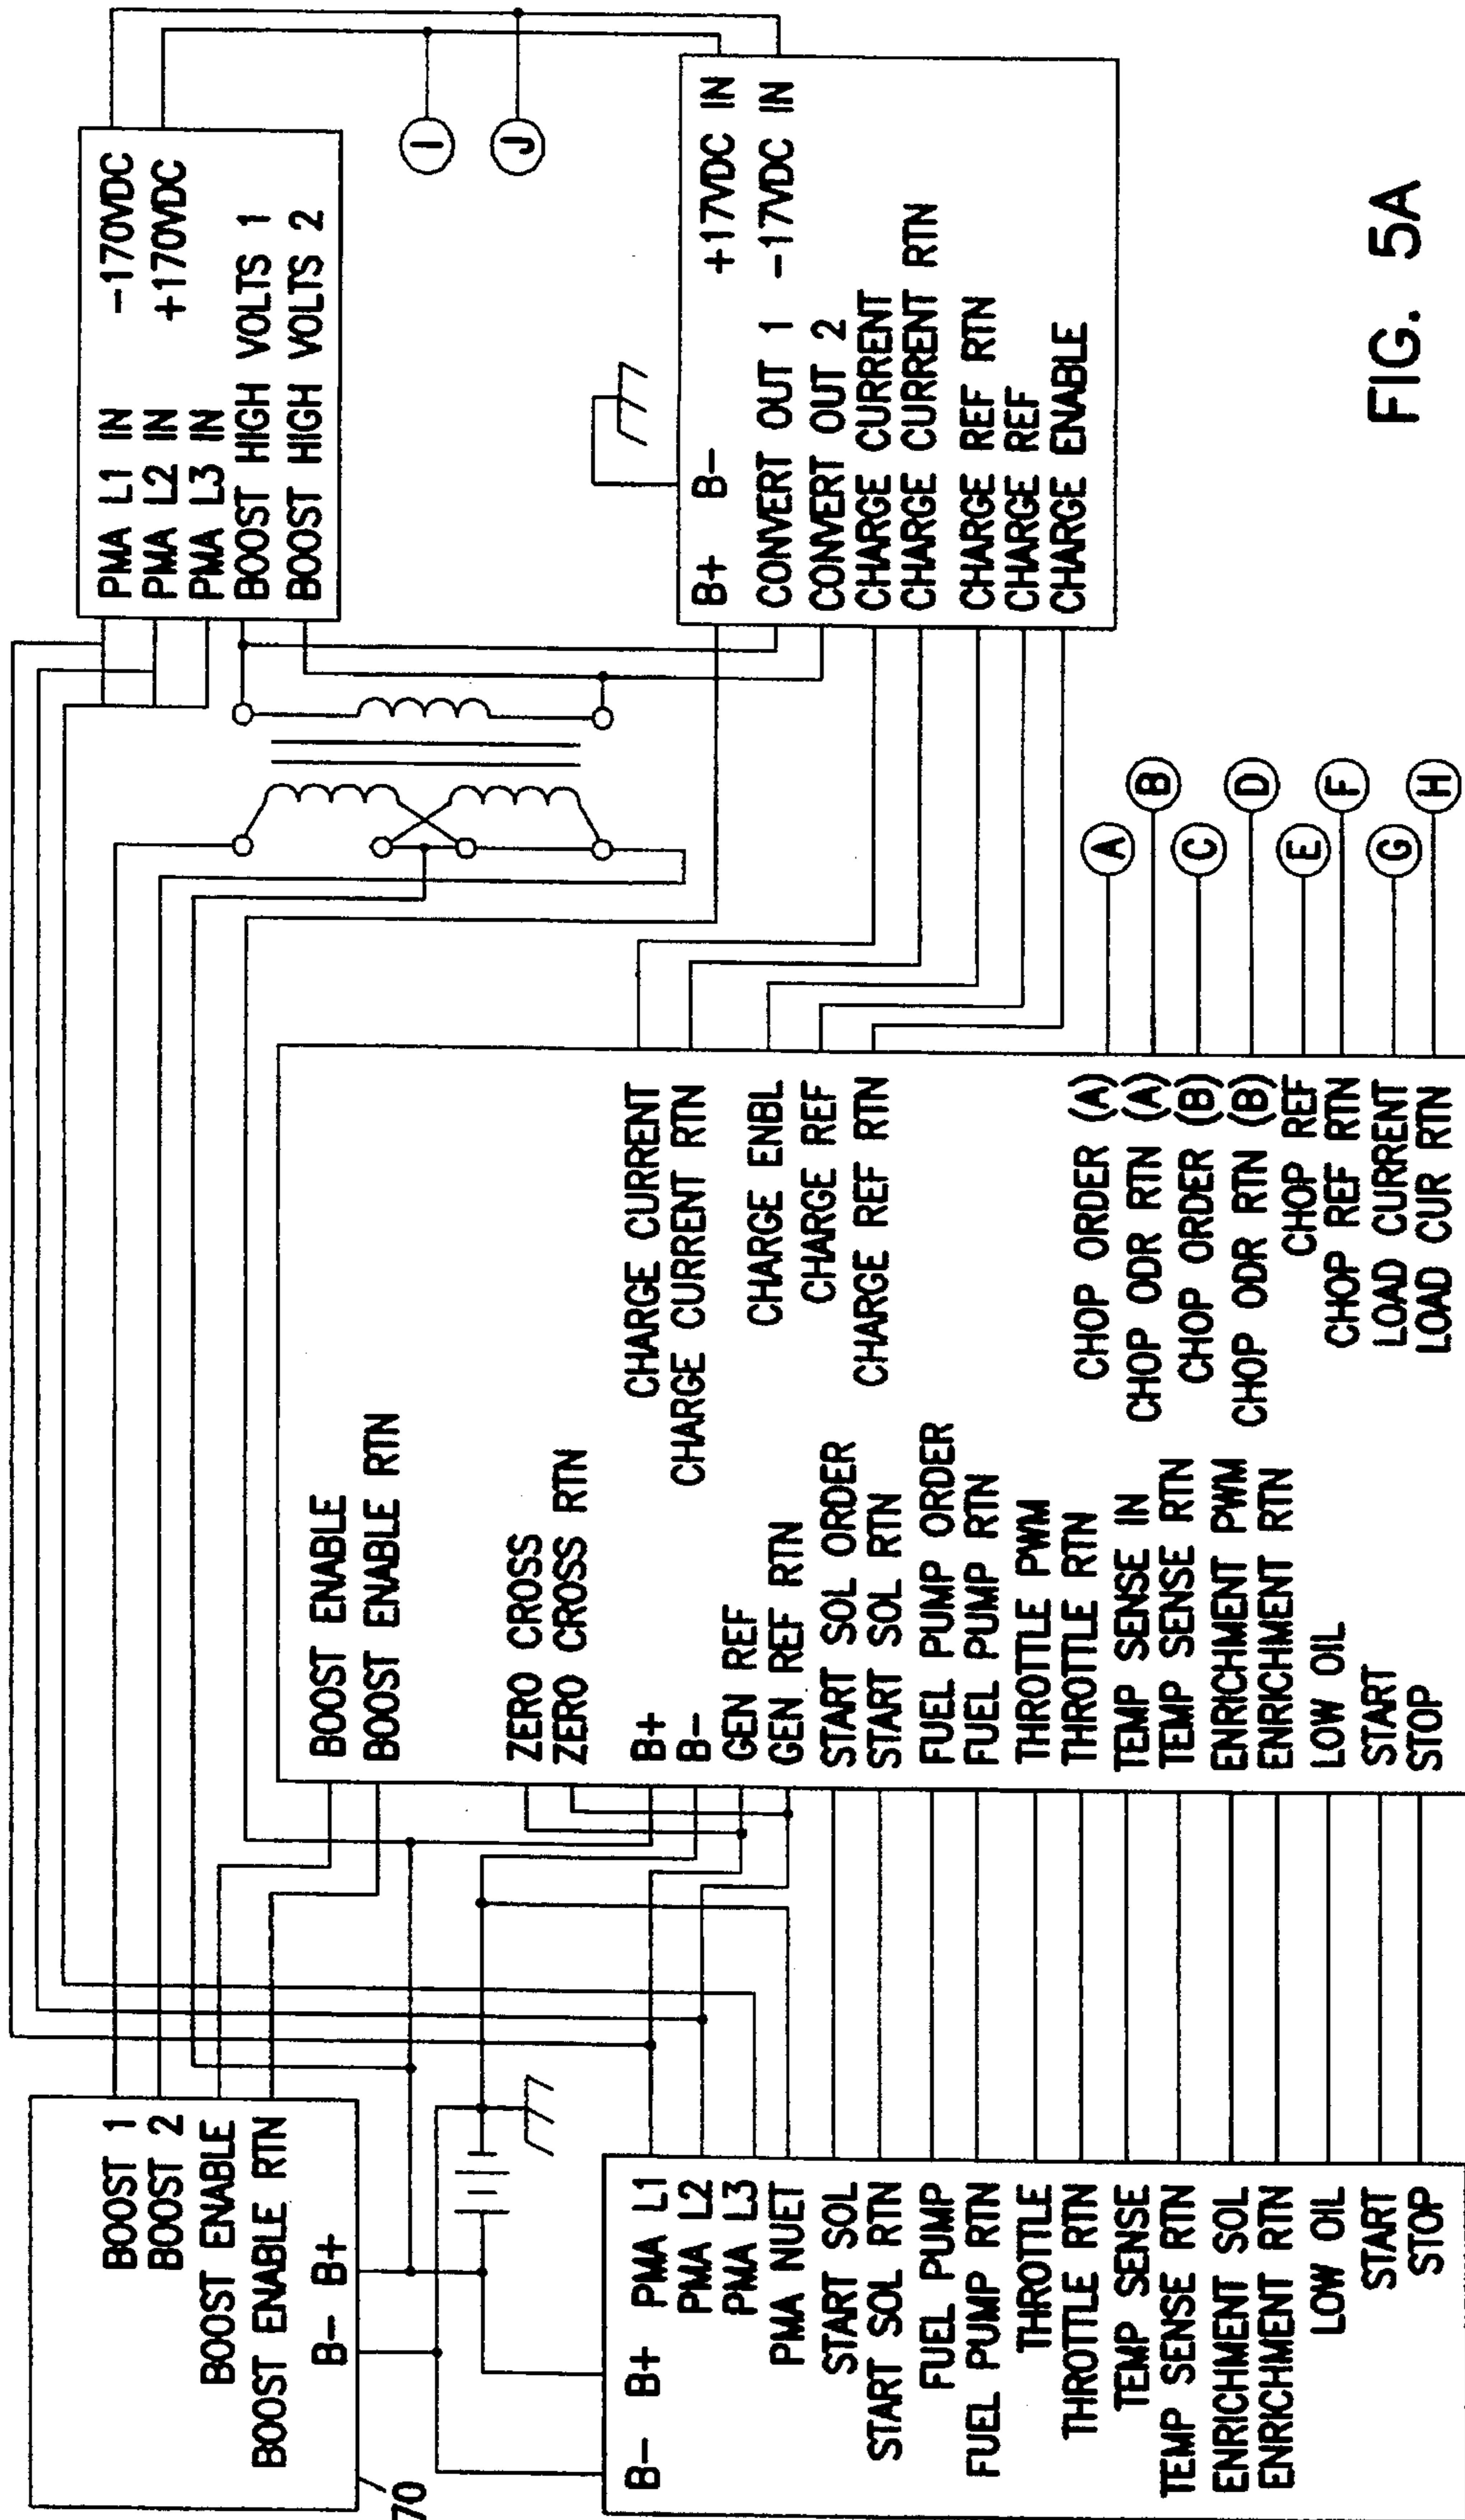 BOOST 1
BOOST 2
BOOST ENABLE
BOOST ENABLE RTN
B- B+
70
B- B+ PMA L1
PMA L2
PMA L3
PMA NUET
START SOL
START SOL RTN
FUEL PUMP
FUEL PUMP RTN
THROTTLE
THROTTLE RTN
TEMP SENSE
TEMP SENSE RTN
ENRICHMENT SOL
ENRICHMENT RTN
LOW OIL
START
STOP
BOOST ENABLE
BOOST ENABLE RTN
ZERO CROSS
ZERO CROSS RTN
B+
B-
GEN REF
GEN REF RTN
START SOL ORDER
START SOL RTN
FUEL PUMP ORDER
FUEL PUMP RTN
THROTTLE PWM
THROTTLE RTN
TEMP SENSE IN
TEMP SENSE RTN
ENRICHMENT PWM
ENRICHMENT RTN
LOW OIL
START
STOP
CHARGE CURRENT
CHARGE CURRENT RTN
CHARGE ENBL
CHARGE REF
CHARGE REF RTN
CHOP ORDER (A)
CHOP ODR RTN (A)
CHOP ORDER (B)
CHOP ODR RTN (B)
CHOP REF
CHOP REF RTN
LOAD CURRENT
LOAD CUR RTN
A
B
C
D
E
F
G
H
PMA L1 IN -170VDC
PMA L2 IN +170VDC
PMA L3 IN
BOOST HIGH VOLTS 1
BOOST HIGH VOLTS 2
I
J
B+ B- +17VDC IN
CONVERT OUT 1 -17VDC IN
CONVERT OUT 2
CHARGE CURRENT
CHARGE CURRENT RTN
CHARGE REF RTN
CHARGE REF
CHARGE ENABLE
FIG. 5A